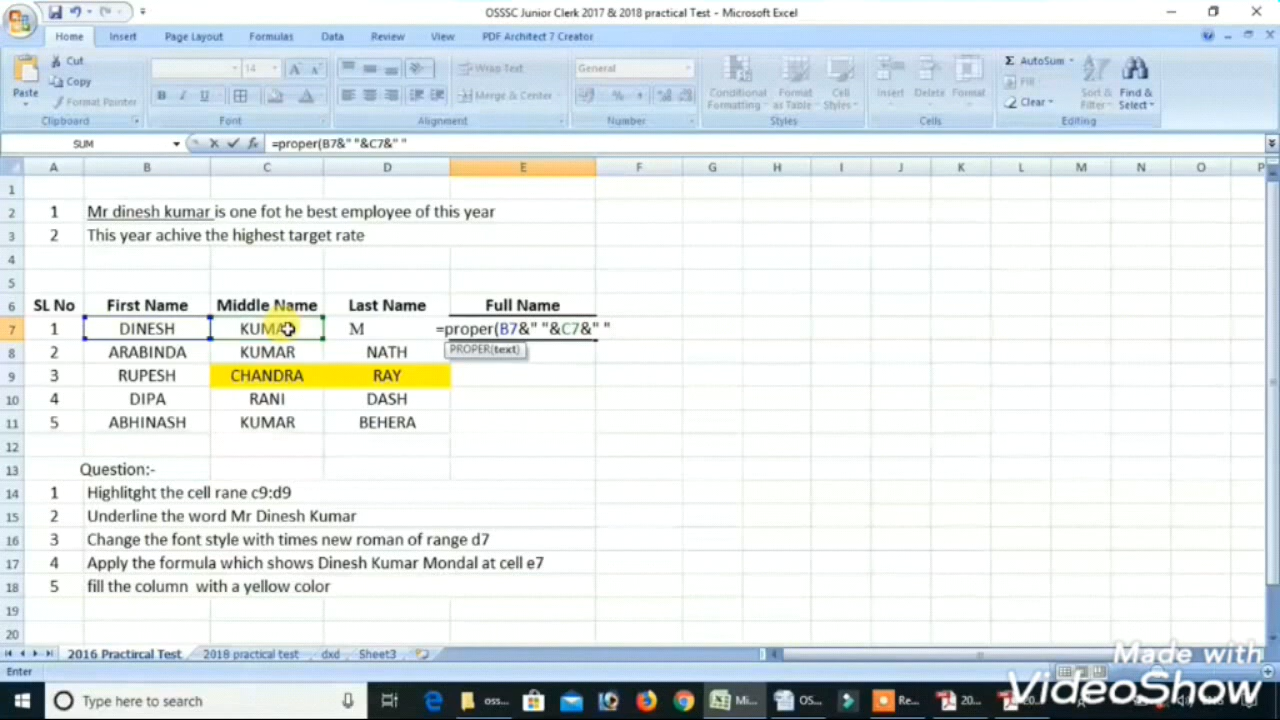 OSSSC Junior Clerk 2017 & 2018 practical Test - Microsoft Excel
Home Insert Page Layout Formulas Data Review View PDF Architect 7 Creator
Paste Cut Copy Format Painter
14
Wrap Text
Merge & Center
General
Conditional Formatting Format as Table Cell Styles
Insert Delete Format
AutoSum Fill Clear
Sort & Filter Find & Select
Clipboard Font Alignment Number Styles Cells Editing
SUM =proper(B7&" "&C7&" "
A B C D E F G H I J K L M N O P
1
2 1 Mr dinesh kumar is one fot he best employee of this year
3 2 This year achive the highest target rate
4
5
6 SL No First Name Middle Name Last Name Full Name
7 1 DINESH M =proper(B7&" "&C7&" "
PROPER(text)
8 2 ARABINDA KUMAR NATH
9 3 RUPESH CHANDRA RAY
10 4 DIPA RANI DASH
11 5 ABHINASH KUMAR BEHERA
12
13 Question:-
14 1 Highlitght the cell rane c9:d9
15 2 Underline the word Mr Dinesh Kumar
16 3 Change the font style with times new roman of range d7
17 4 Apply the formula which shows Dinesh Kumar Mondal at cell e7
18 5 fill the column with a yellow color
19
20
2016 Practircal Test 2018 practical test dxd Sheet3
Enter
Made with
VideoShow
Type here to search
oss... Mi... OS... Re... 20...